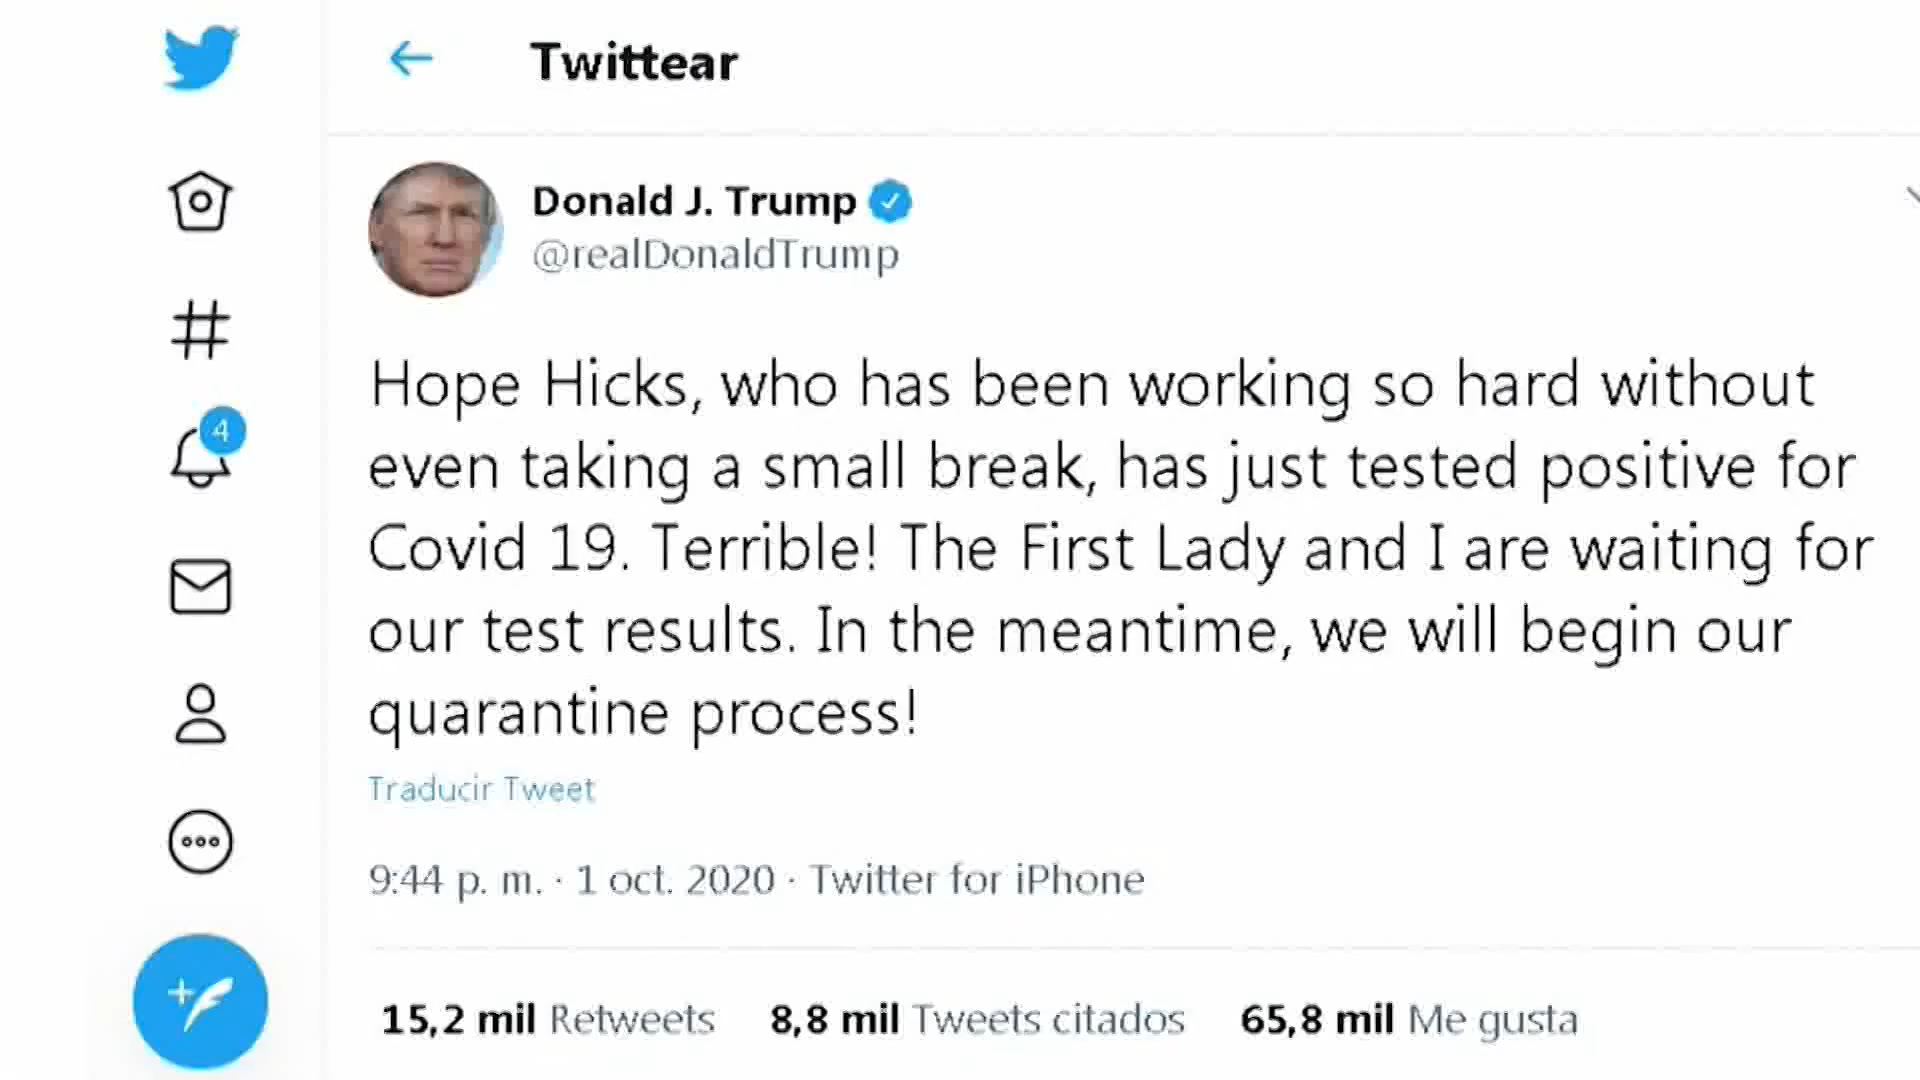 Twittear
Donald J. Trump
@realDonaldTrump
4
Hope Hicks, who has been working so hard without
even taking a small break, has just tested positive for
Covid 19. Terrible! The First Lady and I are waiting for
our test results. In the meantime, we will begin our
quarantine process!
Traducir Tweet
9:44 p. m. · 1 oct. 2020 · Twitter for iPhone
15,2 mil Retweets 8,8 mil Tweets citados 65,8 mil Me gusta